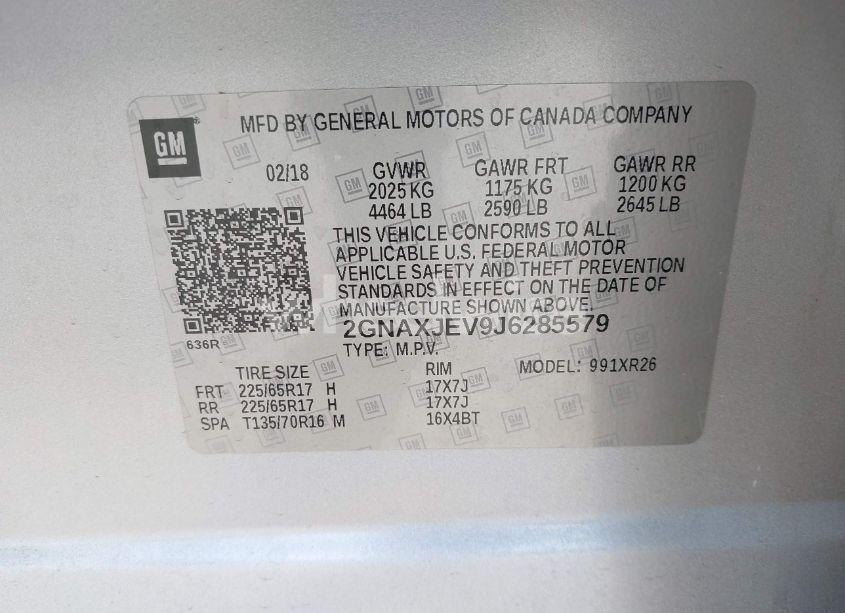 GM
MFD BY GENERAL MOTORS OF CANADA COMPANY
02/18 GVWR GAWR FRT GAWR RR
2025 KG 1175 KG 1200 KG
4464 LB 2590 LB 2645 LB
THIS VEHICLE CONFORMS TO ALL
APPLICABLE U.S. FEDERAL MOTOR
VEHICLE SAFETY AND THEFT PREVENTION
STANDARDS IN EFFECT ON THE DATE OF
MANUFACTURE SHOWN ABOVE.
2GNAXJEV9J6285579
636R
TYPE: M.P.V.
TIRE SIZE RIM MODEL: 991XR26
FRT 225/65R17 H 17X7J
RR 225/65R17 H 17X7J
SPA T135/70R16 M 16X4BT